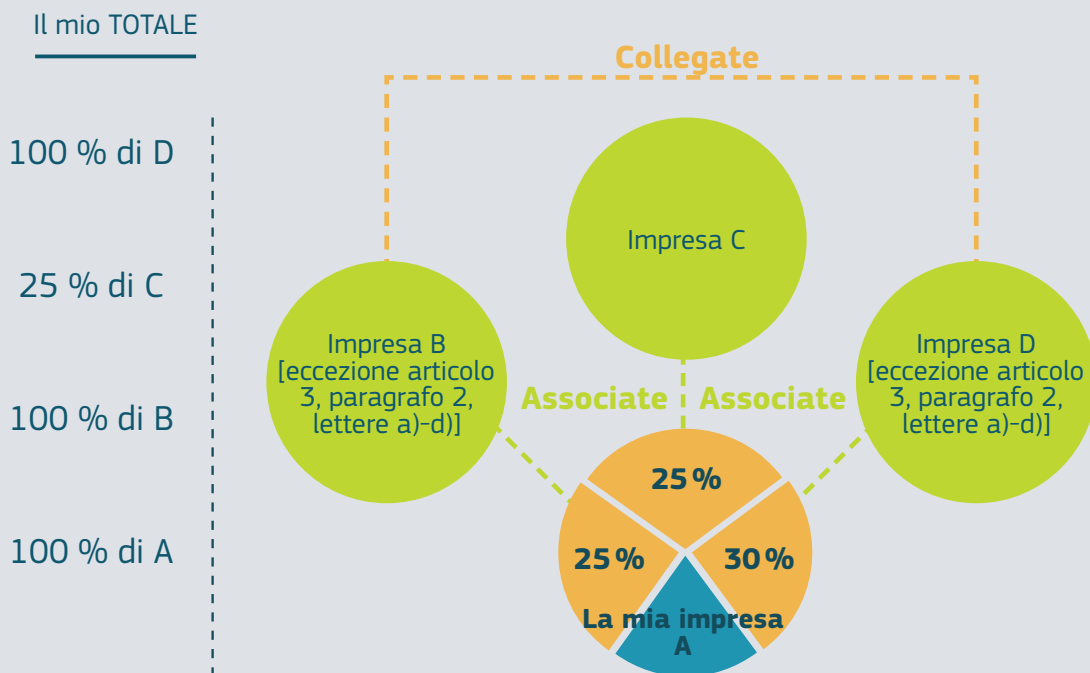 Il mio TOTALE
100 % di D
25 % di C
100 % di B
100 % di A
Collegate
Impresa C
Impresa B
[eccezione articolo
3, paragrafo 2,
lettere a)-d)]
Impresa D
[eccezione articolo
3, paragrafo 2,
lettere a)-d)]
Associate
Associate
25 %
25 %
30 %
La mia impresa
A